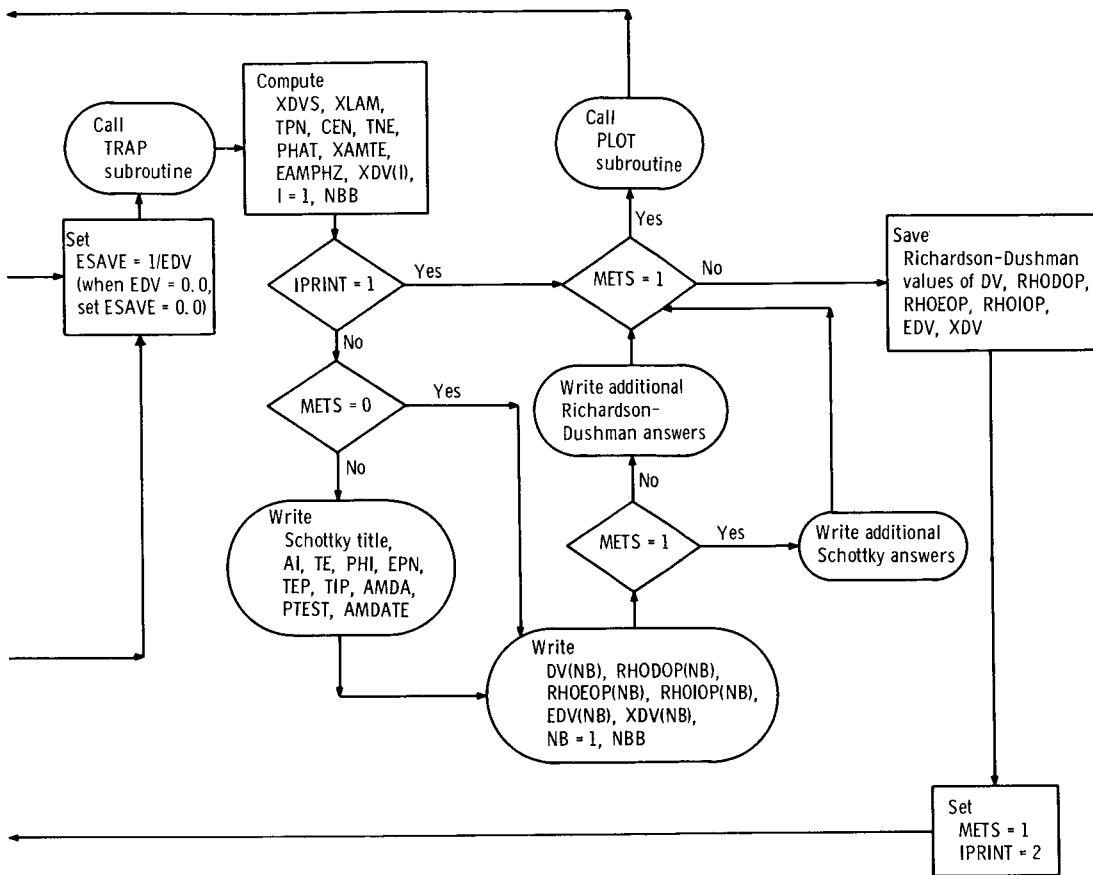 Call
TRAP
subroutine
Set
ESAVE = 1/EDV
(when EDV = 0.0,
set ESAVE = 0.0)
Compute
XDVS, XLAM,
TPN, CEN, TNE,
PHAT, XAMTE,
EAMPHZ, XDV(I),
I = 1, NBB
IPRINT = 1
Yes
No
METS = 0
Yes
No
Write
Schottky title,
AI, TE, PHI, EPN,
TEP, TIP, AMDA,
PTEST, AMDATE
Call
PLOT
subroutine
Yes
METS = 1
No
Write additional
Richardson-
Dushman answers
No
METS = 1
Yes
Write additional
Schottky answers
Write
DV(NB), RHODOP(NB),
RHOEOP(NB), RHOIOP(NB),
EDV(NB), XDV(NB),
NB = 1, NBB
Save
Richardson-Dushman
values of DV, RHODOP,
RHOEOP, RHOIOP,
EDV, XDV
Set
METS = 1
IPRINT = 2